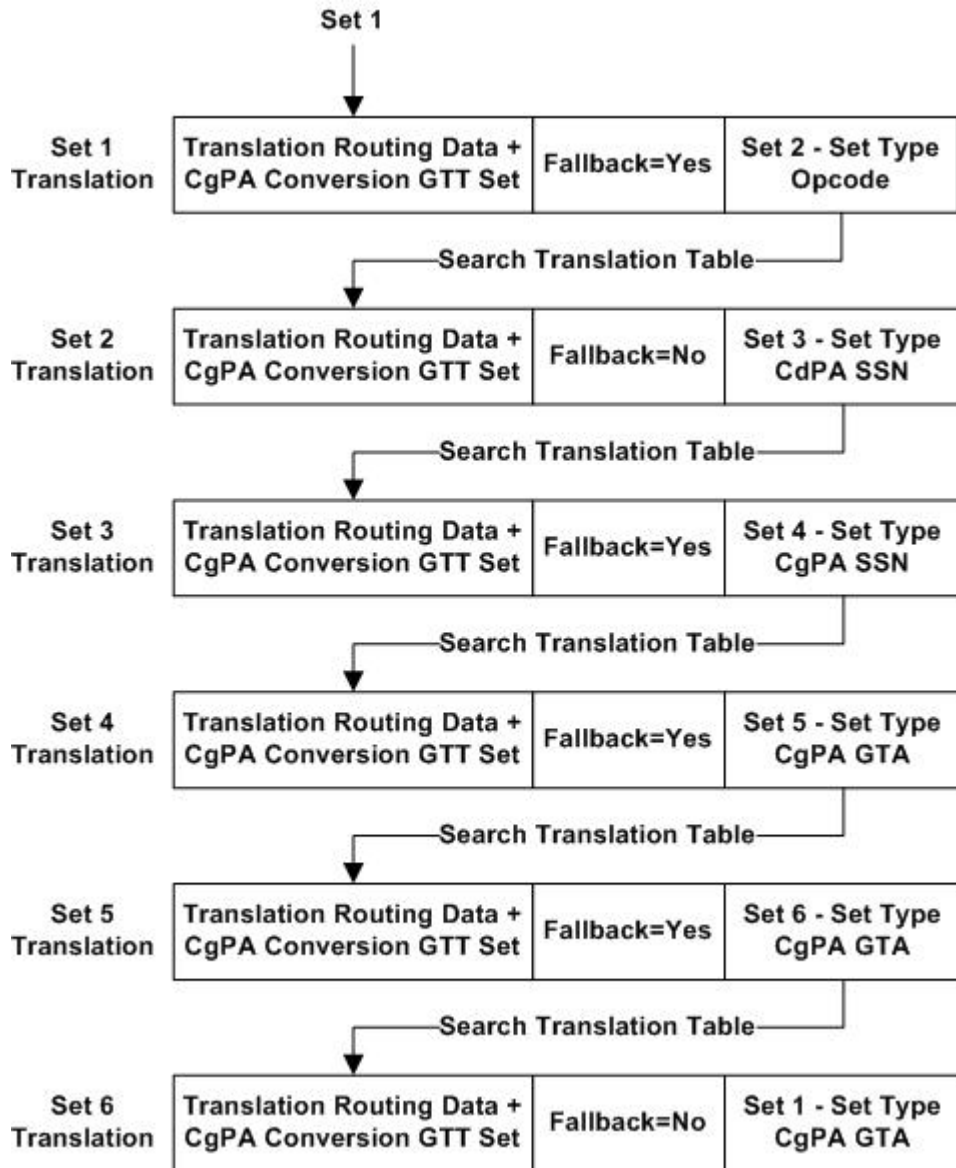 Set 1
Set 1
Translation
Translation Routing Data +
CgPA Conversion GTT Set
Fallback=Yes
Set 2 - Set Type
Opcode
Search Translation Table
Set 2
Translation
Translation Routing Data +
CgPA Conversion GTT Set
Fallback=No
Set 3 - Set Type
CdPA SSN
Search Translation Table
Set 3
Translation
Translation Routing Data +
CgPA Conversion GTT Set
Fallback=Yes
Set 4 - Set Type
CgPA SSN
Search Translation Table
Set 4
Translation
Translation Routing Data +
CgPA Conversion GTT Set
Fallback=Yes
Set 5 - Set Type
CgPA GTA
Search Translation Table
Set 5
Translation
Translation Routing Data +
CgPA Conversion GTT Set
Fallback=Yes
Set 6 - Set Type
CgPA GTA
Search Translation Table
Set 6
Translation
Translation Routing Data +
CgPA Conversion GTT Set
Fallback=No
Set 1 - Set Type
CgPA GTA